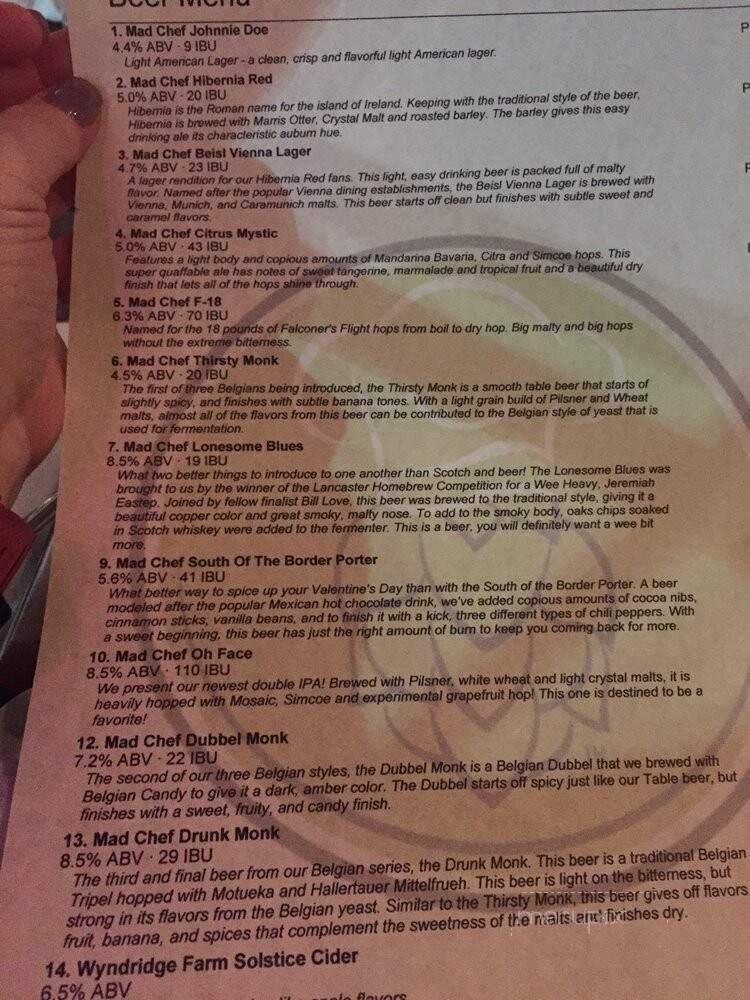 Beer Menu
1. Mad Chef Johnnie Doe
4.4% ABV · 9 IBU
Light American Lager - a clean, crisp and flavorful light American lager.
2. Mad Chef Hibernia Red
5.0% ABV · 20 IBU
Hibernia is the Roman name for the island of Ireland. Keeping with the traditional style of the beer,
Hibernia is brewed with Marris Otter, Crystal Malt and roasted barley. The barley gives this easy
drinking ale its characteristic auburn hue.
3. Mad Chef Beisl Vienna Lager
4.7% ABV · 23 IBU
A lager rendition for our Hibernia Red fans. This light, easy drinking beer is packed full of malty
flavor. Named after the popular Vienna dining establishments, the Beisl Vienna Lager is brewed with
Vienna, Munich, and Caramunich malts. This beer starts off clean but finishes with subtle sweet and
caramel flavors.
4. Mad Chef Citrus Mystic
5.0% ABV · 43 IBU
Features a light body and copious amounts of Mandarina Bavaria, Citra and Simcoe hops. This
super quaffable ale has notes of sweet tangerine, marmalade and tropical fruit and a beautiful dry
finish that lets all of the hops shine through.
5. Mad Chef F-18
6.3% ABV · 70 IBU
Named for the 18 pounds of Falconer's Flight hops from boil to dry hop. Big malty and big hops
without the extreme bitterness.
6. Mad Chef Thirsty Monk
4.5% ABV · 20 IBU
The first of three Belgians being introduced, the Thirsty Monk is a smooth table beer that starts of
slightly spicy, and finishes with subtle banana tones. With a light grain build of Pilsner and Wheat
malts, almost all of the flavors from this beer can be contributed to the Belgian style of yeast that is
used for fermentation.
7. Mad Chef Lonesome Blues
8.5% ABV · 19 IBU
What two better things to introduce to one another than Scotch and beer! The Lonesome Blues was
brought to us by the winner of the Lancaster Homebrew Competition for a Wee Heavy, Jeremiah
Eastep. Joined by fellow finalist Bill Love, this beer was brewed to the traditional style, giving it a
beautiful copper color and great smoky, malty nose. To add to the smoky body, oaks chips soaked
in Scotch whiskey were added to the fermenter. This is a beer, you will definitely want a wee bit
more.
9. Mad Chef South Of The Border Porter
5.6% ABV · 41 IBU
What better way to spice up your Valentine's Day than with the South of the Border Porter. A beer
modeled after the popular Mexican hot chocolate drink, we've added copious amounts of cocoa nibs,
cinnamon sticks, vanilla beans, and to finish it with a kick, three different types of chili peppers. With
a sweet beginning, this beer has just the right amount of burn to keep you coming back for more.
10. Mad Chef Oh Face
8.5% ABV · 110 IBU
We present our newest double IPA! Brewed with Pilsner, white wheat and light crystal malts, it is
heavily hopped with Mosaic, Simcoe and experimental grapefruit hop! This one is destined to be a
favorite!
12. Mad Chef Dubbel Monk
7.2% ABV · 22 IBU
The second of our three Belgian styles, the Dubbel Monk is a Belgian Dubbel that we brewed with
Belgian Candy to give it a dark, amber color. The Dubbel starts off spicy just like our Table beer, but
finishes with a sweet, fruity, and candy finish.
13. Mad Chef Drunk Monk
8.5% ABV · 29 IBU
The third and final beer from our Belgian series, the Drunk Monk. This beer is a traditional Belgian
Tripel hopped with Motueka and Hallertauer Mittelfrueh. This beer is light on the bitterness, but
strong in its flavors from the Belgian yeast. Similar to the Thirsty Monk, this beer gives off flavors
fruit, banana, and spices that complement the sweetness of the malts and finishes dry.
14. Wyndridge Farm Solstice Cider
6.5% ABV
like apple flavors